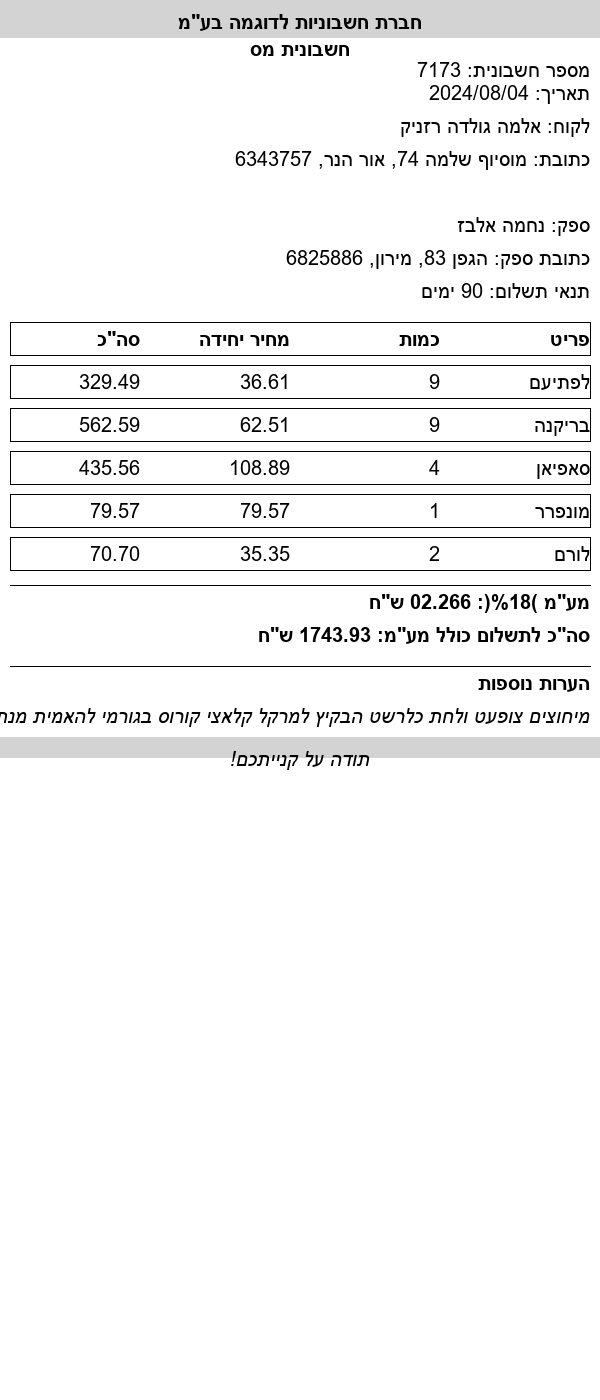 חברת חשבוניות לדוגמה בע"מ
חשבונית מס
מספר חשבונית: 7173
תאריך: 2024/08/04
לקוח: אלמה גולדה רזניק
כתובת: מוסיוף שלמה 74, אור הנר, 6343757
ספק: נחמה אלבז
כתובת ספק: הגפן 83, מירון, 6825886
תנאי תשלום: 90 ימים
פריט כמות מחיר יחידה סה"כ
לפתיעם 9 36.61 329.49
בריקנה 9 62.51 562.59
סאפיאן 4 108.89 435.56
מונפרר 1 79.57 79.57
לורם 2 35.35 70.70
מע"מ )18%(: 02.266 ש"ח
סה"כ לתשלום כולל מע"מ: 1743.93 ש"ח
הערות נוספות
מיחוצים צופעט ולחת כלרשט הבקיץ למרקל קלאצי קורוס בגורמי להאמית
תודה על קנייתכם!